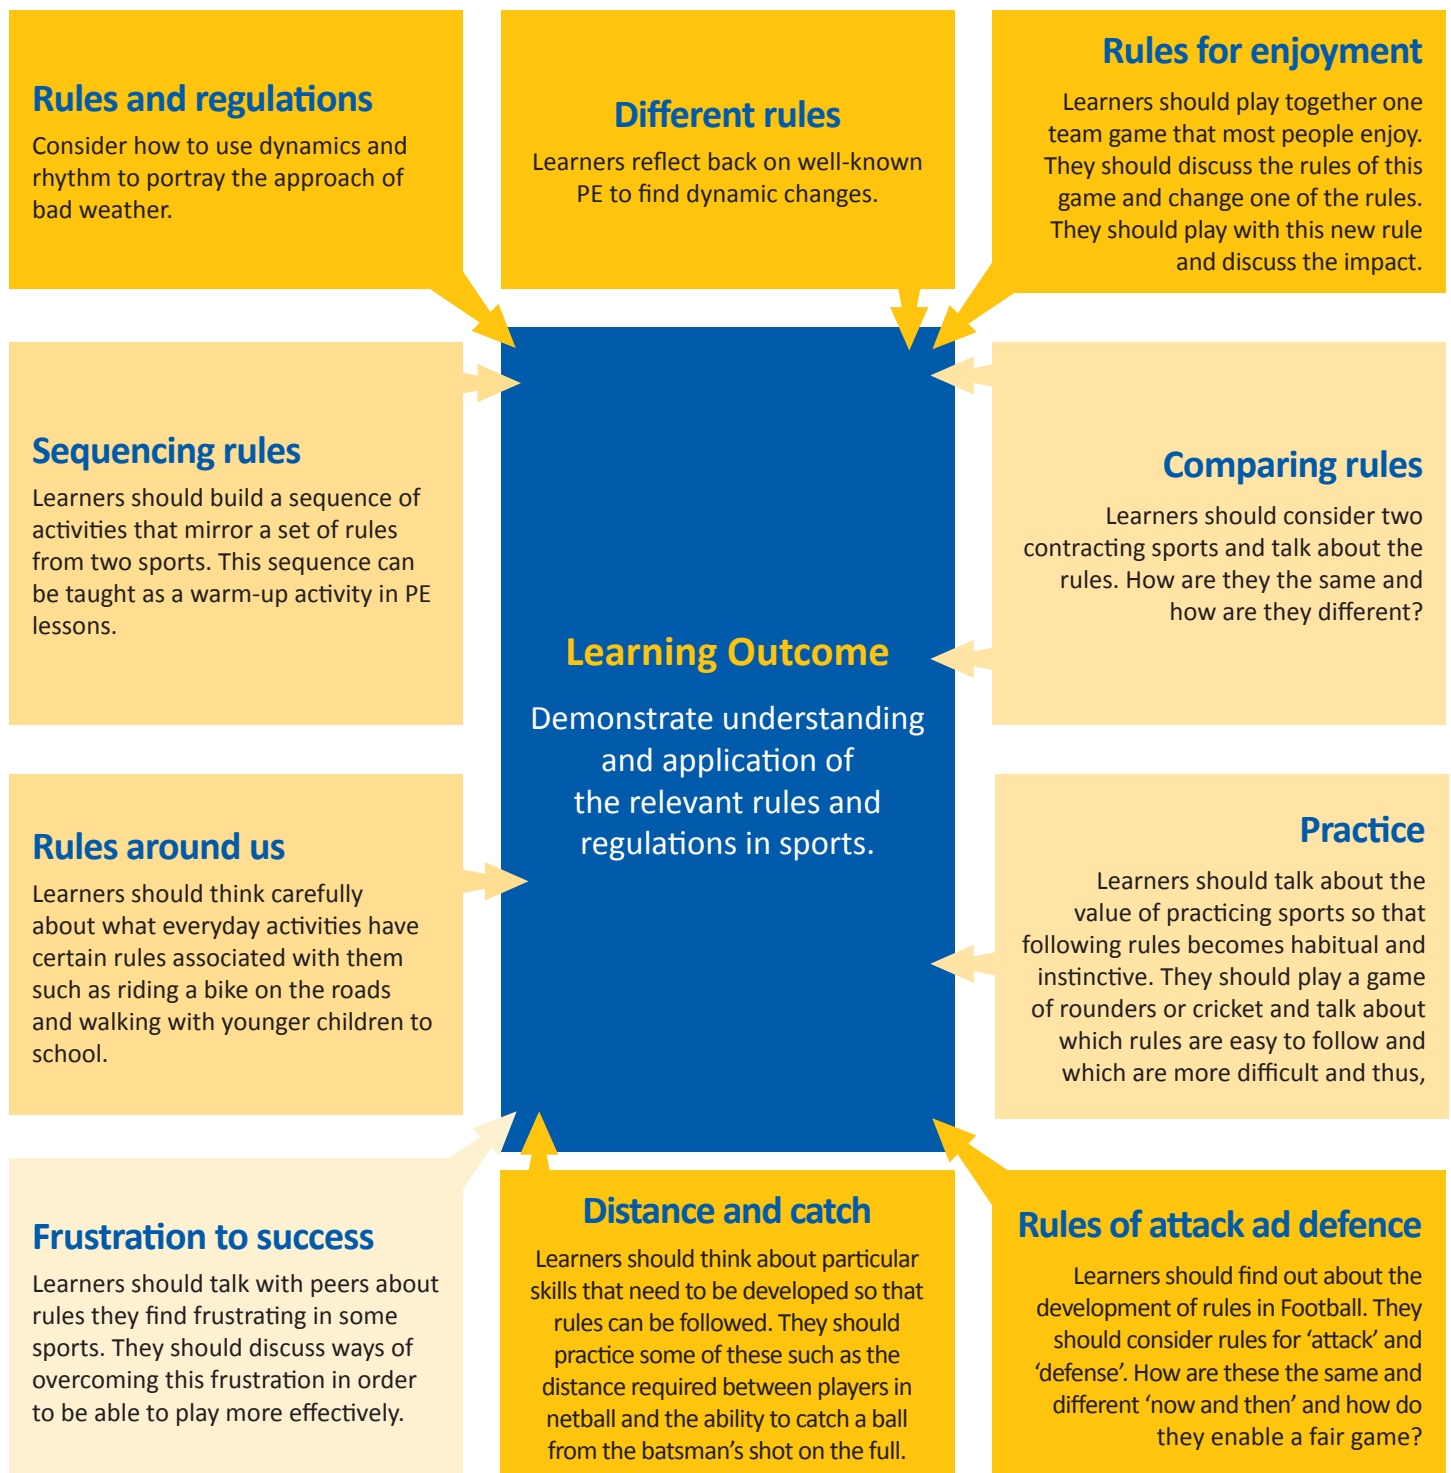 Rules and regulations
Consider how to use dynamics and
rhythm to portray the approach of
bad weather.
Different rules
Learners reflect back on well-known
PE to find dynamic changes.
Rules for enjoyment
Learners should play together one
team game that most people enjoy.
They should discuss the rules of this
game and change one of the rules.
They should play with this new rule
and discuss the impact.
Sequencing rules
Learners should build a sequence of
activities that mirror a set of rules
from two sports. This sequence can
be taught as a warm-up activity in PE
lessons.
Learning Outcome
Demonstrate understanding
and application of
the relevant rules and
regulations in sports.
Comparing rules
Learners should consider two
contracting sports and talk about the
rules. How are they the same and
how are they different?
Rules around us
Learners should think carefully
about what everyday activities have
certain rules associated with them
such as riding a bike on the roads
and walking with younger children to
school.
Practice
Learners should talk about the
value of practicing sports so that
following rules becomes habitual and
instinctive. They should play a game
of rounders or cricket and talk about
which rules are easy to follow and
which are more difficult and thus,
Frustration to success
Learners should talk with peers about
rules they find frustrating in some
sports. They should discuss ways of
overcoming this frustration in order
to be able to play more effectively.
Distance and catch
Learners should think about particular
skills that need to be developed so that
rules can be followed. They should
practice some of these such as the
distance required between players in
netball and the ability to catch a ball
from the batsman's shot on the full.
Rules of attack ad defence
Learners should find out about the
development of rules in Football. They
should consider rules for ‘attack’ and
‘defense’. How are these the same and
different ‘now and then’ and how do
they enable a fair game?